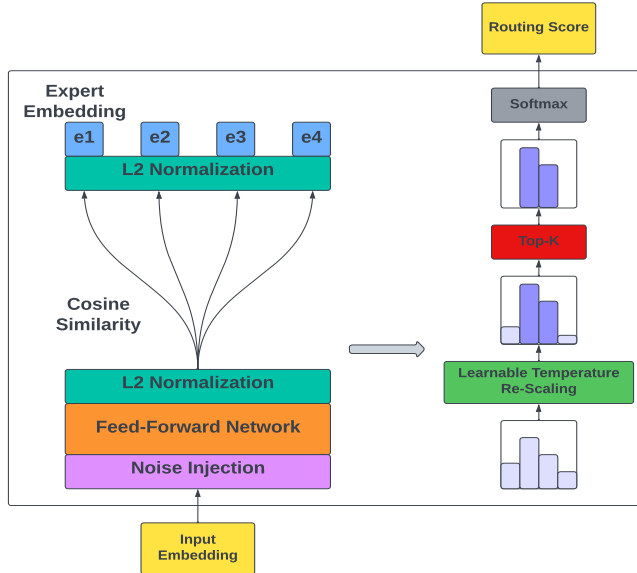 Routing Score
Expert
Embedding
e1 e2 e3 e4
L2 Normalization
Cosine
Similarity
L2 Normalization
Feed-Forward Network
Noise Injection
Input
Embedding
Softmax
Top-K
Learnable Temperature
Re-Scaling